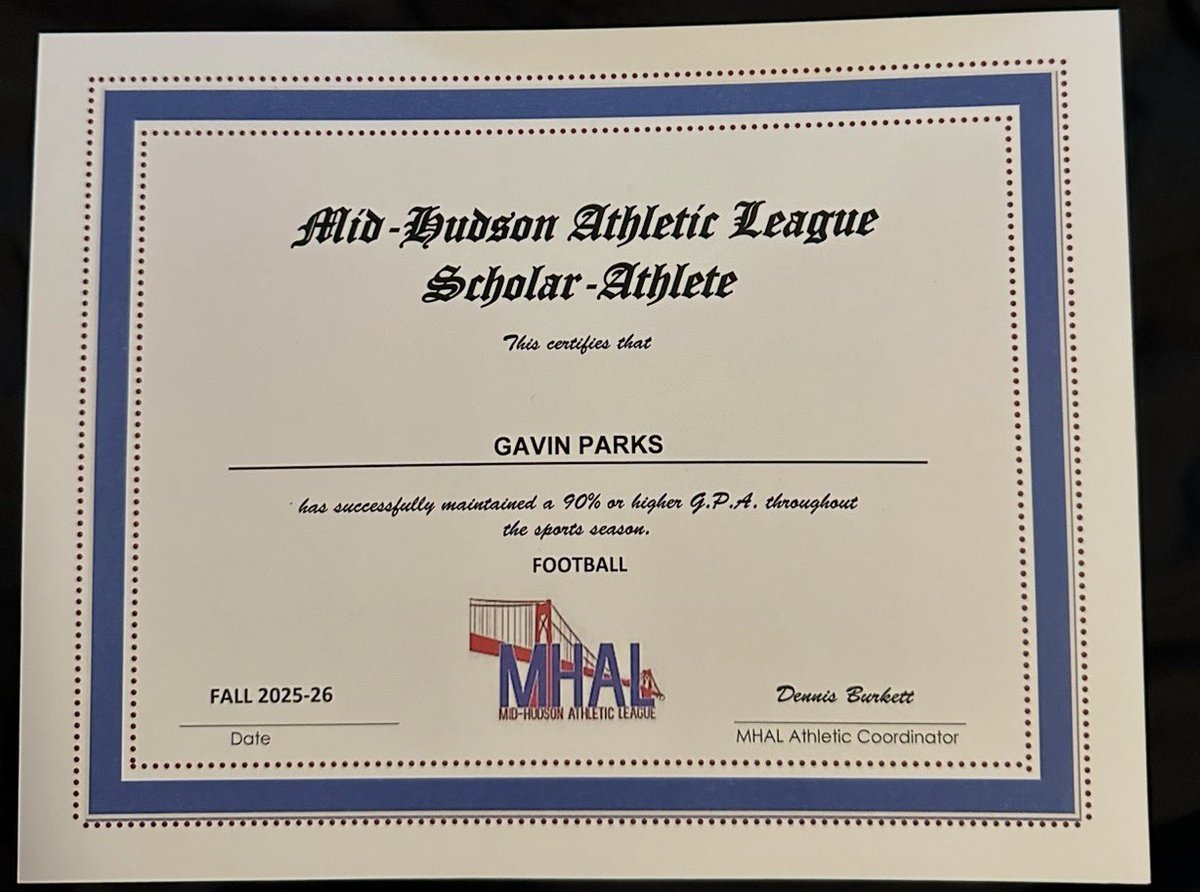 Mid-Hudson Athletic League
Scholar-Athlete
This certifies that
GAVIN PARKS
has successfully maintained a 90% or higher G.P.A. throughout
the sports season.
FOOTBALL
MHAL
MID-HUDSON ATHLETIC LEAGUE
FALL 2025-26
Date
Dennis Burkett
MHAL Athletic Coordinator